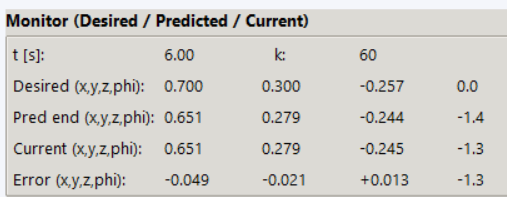 Monitor (Desired / Predicted / Current)
t [s]: 6.00 k: 60
Desired (x,y,z,phi): 0.700 0.300 -0.257 0.0
Pred end (x,y,z,phi): 0.651 0.279 -0.244 -1.4
Current (x,y,z,phi): 0.651 0.279 -0.245 -1.3
Error (x,y,z,phi): -0.049 -0.021 +0.013 -1.3